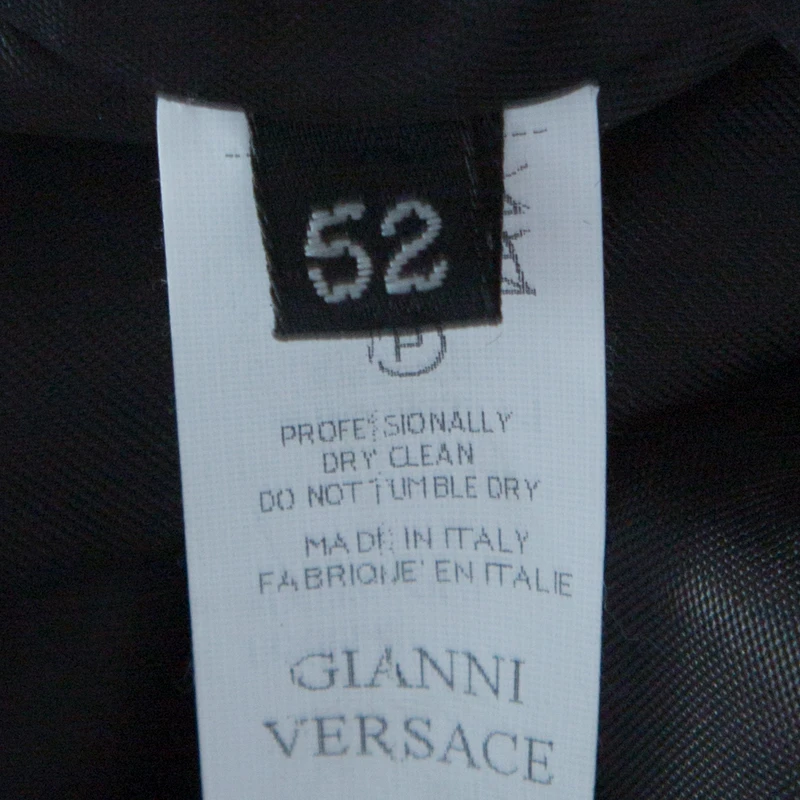 52
P
PROFESSIONALLY
DRY CLEAN
DO NOT TUMBLE DRY
MADE IN ITALY
FABRIQUE' EN ITALIE
GIANNI
VERSACE